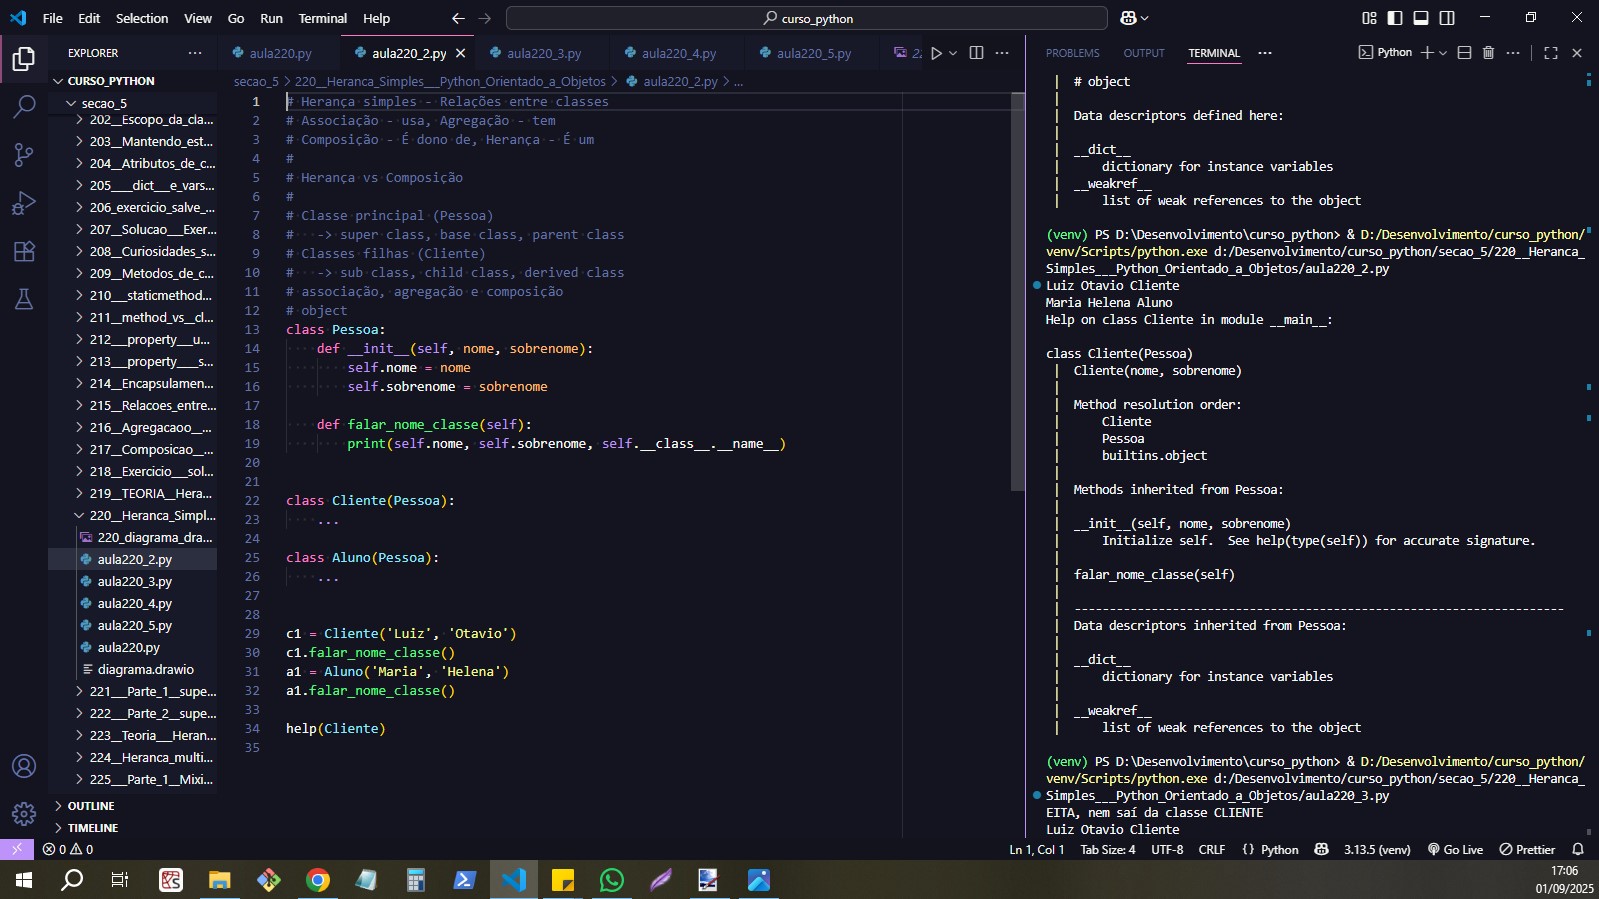 File Edit Selection View Go Run Terminal Help
curso_python
EXPLORER
CURSO_PYTHON
secao_5
202__Escopo_da_cla...
203__Mantendo_est...
204__Atributos_de_c...
205___dict__e_vars...
206_exercicio_salve_...
207__Solucao__Exer...
208__Curiosidades_s...
209__Metodos_de_c...
210___staticmethod...
211__method_vs_cl...
212___property__u...
213___property___s...
214__Encapsulamen...
215__Relacoes_entre...
216__Agregacaoo__...
217__Composicao__...
218__Exercicio__sol...
219__TEORIA__Hera...
220__Heranca_Simpl...
220_diagrama_dra...
aula220_2.py
aula220_3.py
aula220_4.py
aula220_5.py
aula220.py
diagrama.drawio
221___Parte_1__supe...
222___Parte_2__supe...
223__Teoria__Heran...
224__Heranca_multi...
225__Parte_1__Mixi...
OUTLINE
TIMELINE
aula220.py
aula220_2.py
aula220_3.py
aula220_4.py
aula220_5.py
22
secao_5 > 220__Heranca_Simples___Python_Orientado_a_Objetos > aula220_2.py > ...
1 # Herança simples - Relações entre classes
2 # Associação - usa, Agregação - tem
3 # Composição - É dono de, Herança - É um
4 #
5 # Herança vs Composição
6 #
7 # Classe principal (Pessoa)
8 #   -> super class, base class, parent class
9 # Classes filhas (Cliente)
10 #   -> sub class, child class, derived class
11 # associação, agregação e composição
12 # object
13 class Pessoa:
14     def __init__(self, nome, sobrenome):
15         self.nome = nome
16         self.sobrenome = sobrenome
17
18     def falar_nome_classe(self):
19         print(self.nome, self.sobrenome, self.__class__.__name__)
20
21
22 class Cliente(Pessoa):
23     ...
24
25 class Aluno(Pessoa):
26     ...
27
28
29 c1 = Cliente('Luiz', 'Otavio')
30 c1.falar_nome_classe()
31 a1 = Aluno('Maria', 'Helena')
32 a1.falar_nome_classe()
33
34 help(Cliente)
35
PROBLEMS OUTPUT TERMINAL
Python
| # object
|
| Data descriptors defined here:
|
| __dict__
|     dictionary for instance variables
| __weakref__
|     list of weak references to the object
(venv) PS D:\Desenvolvimento\curso_python> & D:/Desenvolvimento/curso_python/
venv/Scripts/python.exe d:/Desenvolvimento/curso_python/secao_5/220__Heranca_
Simples___Python_Orientado_a_Objetos/aula220_2.py
Luiz Otavio Cliente
Maria Helena Aluno
Help on class Cliente in module __main__:
class Cliente(Pessoa)
| Cliente(nome, sobrenome)
|
| Method resolution order:
|     Cliente
|     Pessoa
|     builtins.object
|
| Methods inherited from Pessoa:
|
| __init__(self, nome, sobrenome)
|     Initialize self.  See help(type(self)) for accurate signature.
|
| falar_nome_classe(self)
|
| ----------------------------------------------------------------------
| Data descriptors inherited from Pessoa:
|
| __dict__
|     dictionary for instance variables
|
| __weakref__
|     list of weak references to the object
(venv) PS D:\Desenvolvimento\curso_python> & D:/Desenvolvimento/curso_python/
venv/Scripts/python.exe d:/Desenvolvimento/curso_python/secao_5/220__Heranca_
Simples___Python_Orientado_a_Objetos/aula220_3.py
EITA, nem saí da classe CLIENTE
Luiz Otavio Cliente
0 0
Ln 1, Col 1 Tab Size: 4 UTF-8 CRLF {} Python 3.13.5 (venv) Go Live Prettier
17:06
01/09/2025